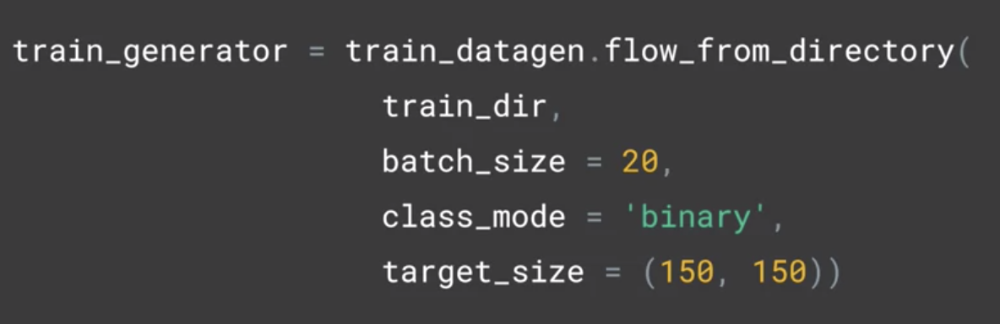 train_generator = train_datagen.flow_from_directory(
train_dir,
batch_size = 20,
class_mode = 'binary',
target_size = (150, 150))